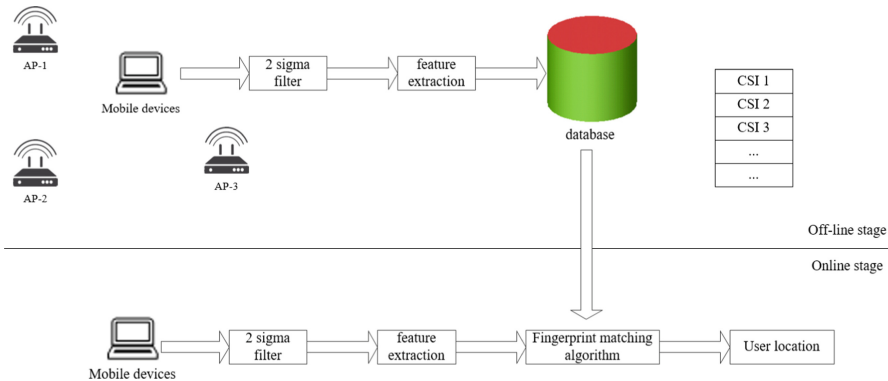 AP-1
Mobile devices
2 sigma
filter
feature
extraction
database
CSI 1
CSI 2
CSI 3
...
...
AP-2
AP-3
Off-line stage
Online stage
Mobile devices
2 sigma
filter
feature
extraction
Fingerprint matching
algorithm
User location